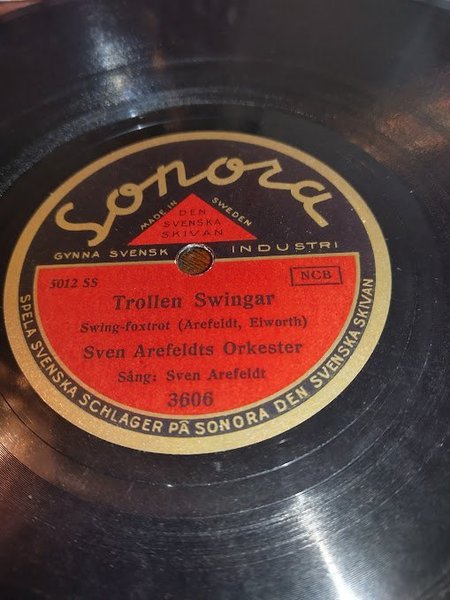 Sonora
MADE IN SWEDEN
DEN
SVENSKA
SKIVAN
GYNNA SVENSK INDUSTRI
5012 SS
NCB
Trollen Swingar
Swing-foxtrot (Arefeldt, Eiworth)
Sven Arefeldts Orkester
Sång: Sven Arefeldt
3606
SPELA SVENSKA SCHLAGER PÅ SONORA DEN SVENSKA SKIVAN